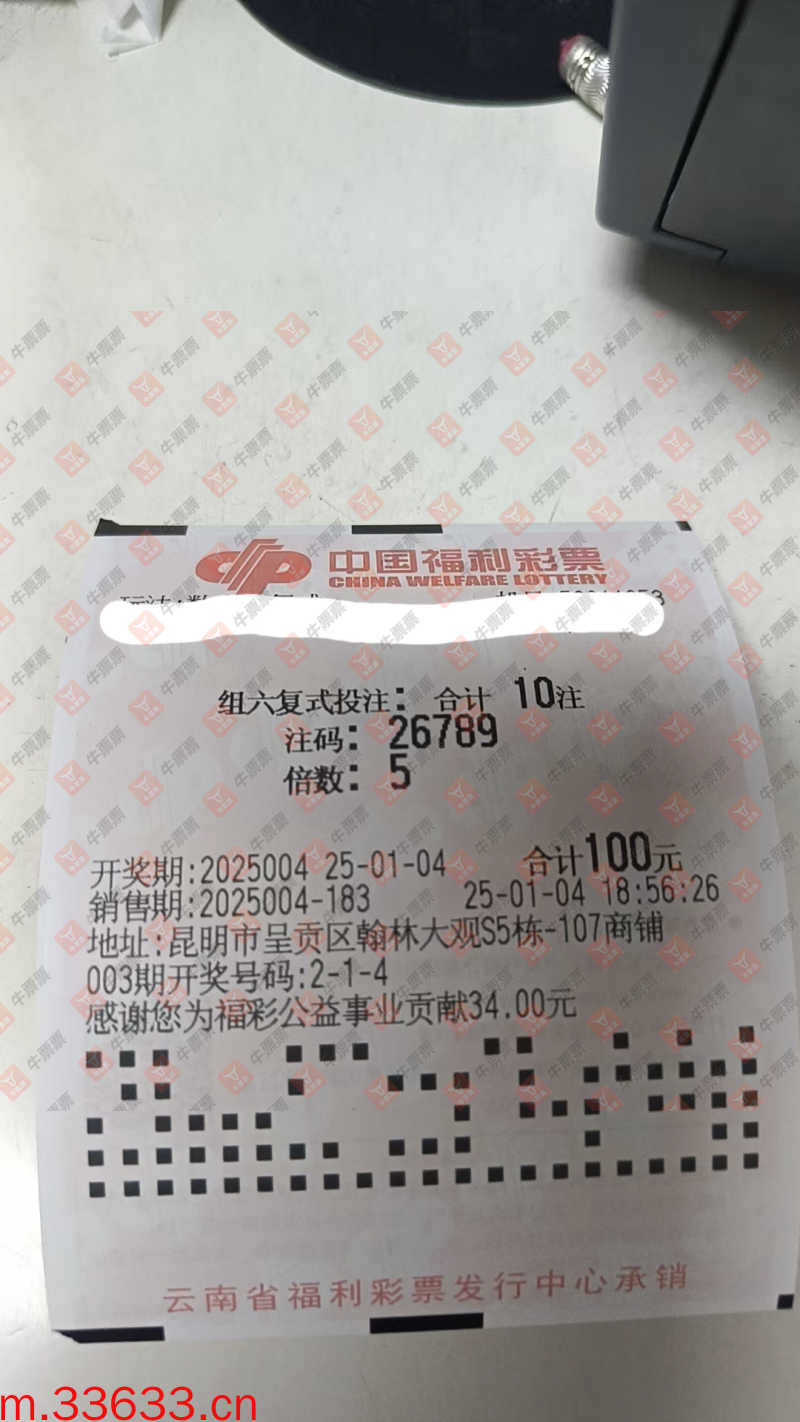 中国福利彩票
CHINA WELFARE LOTTERY
组六复式投注: 合计 10注
注码: 26789
倍数: 5
开奖期:2025004 25-01-04 合计100元
销售期:2025004-183 25-01-04 18:56:26
地址:昆明市呈贡区翰林大观S5栋-107商铺
003期开奖号码:2-1-4
感谢您为福彩公益事业贡献34.00元
云南省福利彩票发行中心承销
牛票票
m.33633.cn